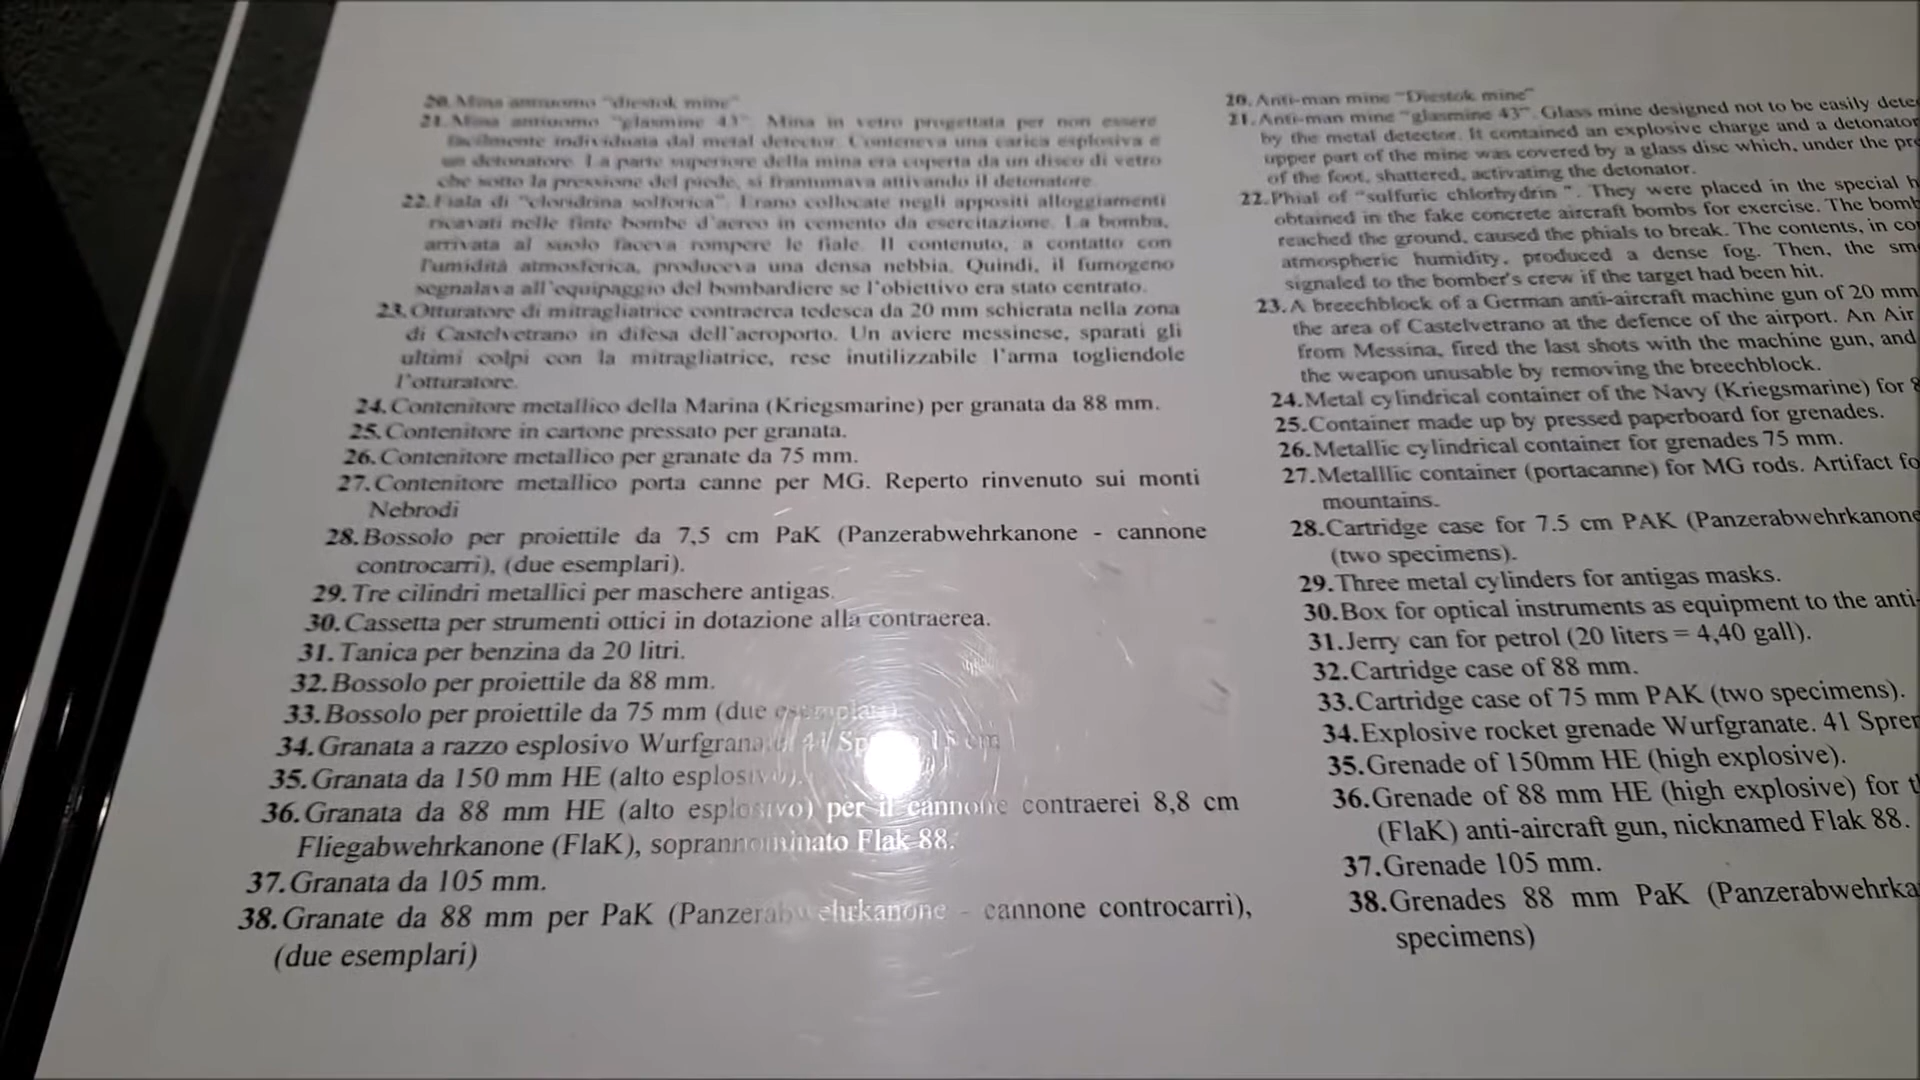 20. Mina antiuomo "diestok mine"
21. Mina antiuomo "glasmine 43". Mina in vetro progettata per non essere
facilmente individuata dal metal detector. Conteneva una carica esplosiva e
un detonatore. La parte superiore della mina era coperta da un disco di vetro
che sotto la pressione del piede, si frantumava attivando il detonatore.
22. Fiala di "cloridrina solforica". Erano collocate negli appositi alloggiamenti
ricavati nelle finte bombe d'aereo in cemento da esercitazione. La bomba,
arrivata al suolo faceva rompere le fiale. Il contenuto, a contatto con
l'umidità atmosferica, produceva una densa nebbia. Quindi, il fumogeno
segnalava all'equipaggio del bombardiere se l'obiettivo era stato centrato.
23. Otturatore di mitragliatrice contraerea tedesca da 20 mm schierata nella zona
di Castelvetrano in difesa dell'aeroporto. Un aviere messinese, sparati gli
ultimi colpi con la mitragliatrice, rese inutilizzabile l'arma togliendole
l'otturatore.
24. Contenitore metallico della Marina (Kriegsmarine) per granata da 88 mm.
25. Contenitore in cartone pressato per granata.
26. Contenitore metallico per granate da 75 mm.
27. Contenitore metallico porta canne per MG. Reperto rinvenuto sui monti
Nebrodi
28. Bossolo per proiettile da 7,5 cm PaK (Panzerabwehrkanone - cannone
controcarri), (due esemplari).
29. Tre cilindri metallici per maschere antigas.
30. Cassetta per strumenti ottici in dotazione alla contraerea.
31. Tanica per benzina da 20 litri.
32. Bossolo per proiettile da 88 mm.
33. Bossolo per proiettile da 75 mm (due esemplari).
34. Granata a razzo esplosivo Wurfgranate 41 15 cm
35. Granata da 150 mm HE (alto esplosivo).
36. Granata da 88 mm HE (alto esplosivo) per il cannone contraerei 8,8 cm
Fliegabwehrkanone (FlaK), soprannominato Flak 88.
37. Granata da 105 mm.
38. Granate da 88 mm per PaK (Panzerabwehrkanone - cannone controcarri),
(due esemplari)
20. Anti-man mine "Diestok mine"
21. Anti-man mine "glasmine 43". Glass mine designed not to be easily dete
by the metal detector. It contained an explosive charge and a detonator
upper part of the mine was covered by a glass disc which, under the pre
of the foot, shattered, activating the detonator.
22. Phial of "sulfuric chlorhydrin ". They were placed in the special h
obtained in the fake concrete aircraft bombs for exercise. The bomb
reached the ground, caused the phials to break. The contents, in co
atmospheric humidity, produced a dense fog. Then, the smo
signaled to the bomber's crew if the target had been hit.
23. A breechblock of a German anti-aircraft machine gun of 20 mm
the area of Castelvetrano at the defence of the airport. An Air
from Messina, fired the last shots with the machine gun, and
the weapon unusable by removing the breechblock.
24. Metal cylindrical container of the Navy (Kriegsmarine) for 8
25. Container made up by pressed paperboard for grenades.
26. Metallic cylindrical container for grenades 75 mm.
27. Metalllic container (portacanne) for MG rods. Artifact fo
mountains.
28. Cartridge case for 7.5 cm PAK (Panzerabwehrkanone
(two specimens).
29. Three metal cylinders for antigas masks.
30. Box for optical instruments as equipment to the anti-
31. Jerry can for petrol (20 liters = 4,40 gall).
32. Cartridge case of 88 mm.
33. Cartridge case of 75 mm PAK (two specimens).
34. Explosive rocket grenade Wurfgranate. 41 Spren
35. Grenade of 150mm HE (high explosive).
36. Grenade of 88 mm HE (high explosive) for t
(FlaK) anti-aircraft gun, nicknamed Flak 88.
37. Grenade 105 mm.
38. Grenades 88 mm PaK (Panzerabwehrka
specimens)